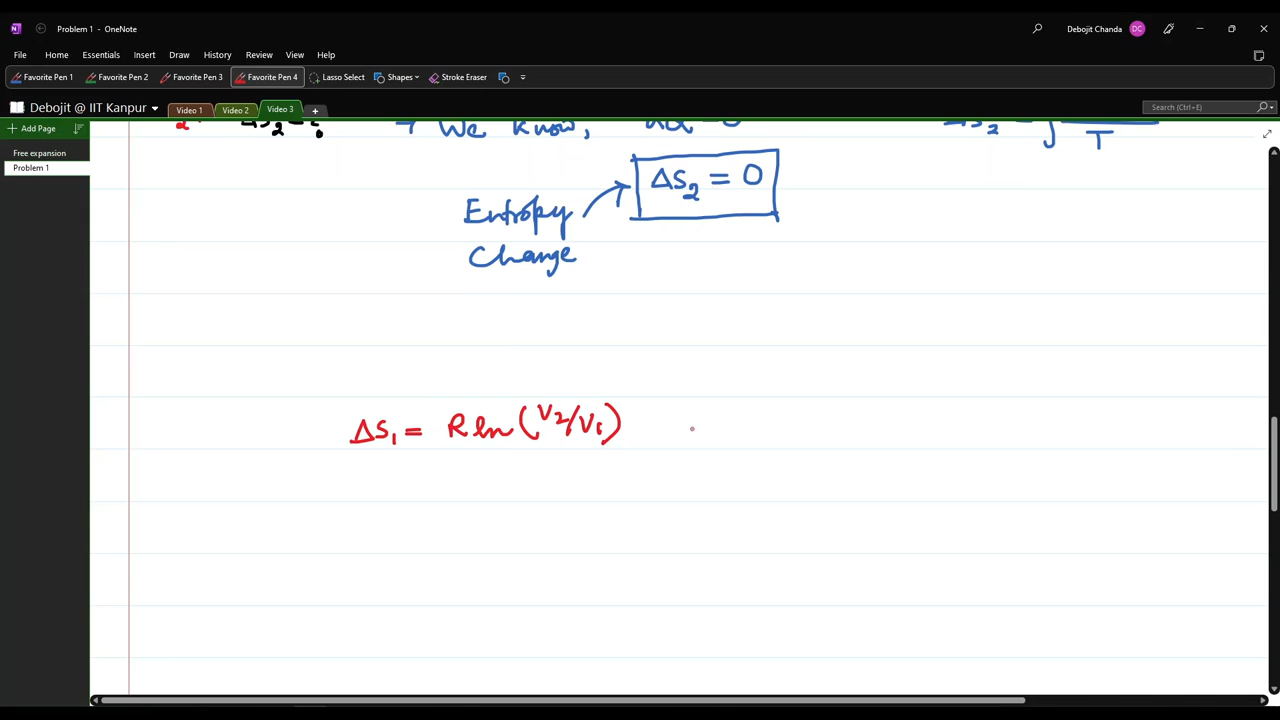 Problem 1 - OneNote
Debojit Chanda DC
File Home Essentials Insert Draw History Review View Help
Favorite Pen 1 Favorite Pen 2 Favorite Pen 3 Favorite Pen 4 Lasso Select Shapes Stroke Eraser
Debojit @ IIT Kanpur Video 1 Video 2 Video 3 +
Search (Ctrl+E)
Add Page
Free expansion
Problem 1
We know,
T
ΔS₂ = 0
Entropy
Change
ΔS₁ = R ln (V₂/V₁)